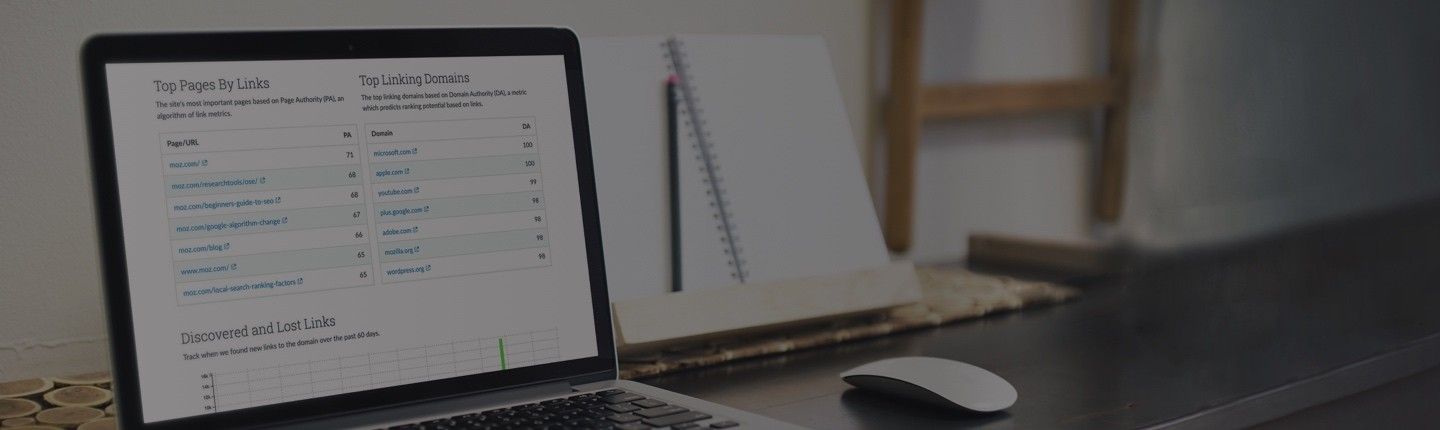 Top Pages By Links
The site's most important pages based on Page Authority (PA), an
algorithm of link metrics.
Page/URL PA
moz.com/ 71
moz.com/researchtools/ose/ 68
moz.com/beginners-guide-to-seo 68
moz.com/google-algorithm-change 67
moz.com/blog 66
www.moz.com/ 65
moz.com/local-search-ranking-factors 65
Top Linking Domains
The top linking domains based on Domain Authority (DA), a metric
which predicts ranking potential based on links.
Domain DA
microsoft.com 100
apple.com 100
youtube.com 99
plus.google.com 98
adobe.com 98
mozilla.org 98
wordpress.org 98
Discovered and Lost Links
Track when we found new links to the domain over the past 60 days.
16k
14k